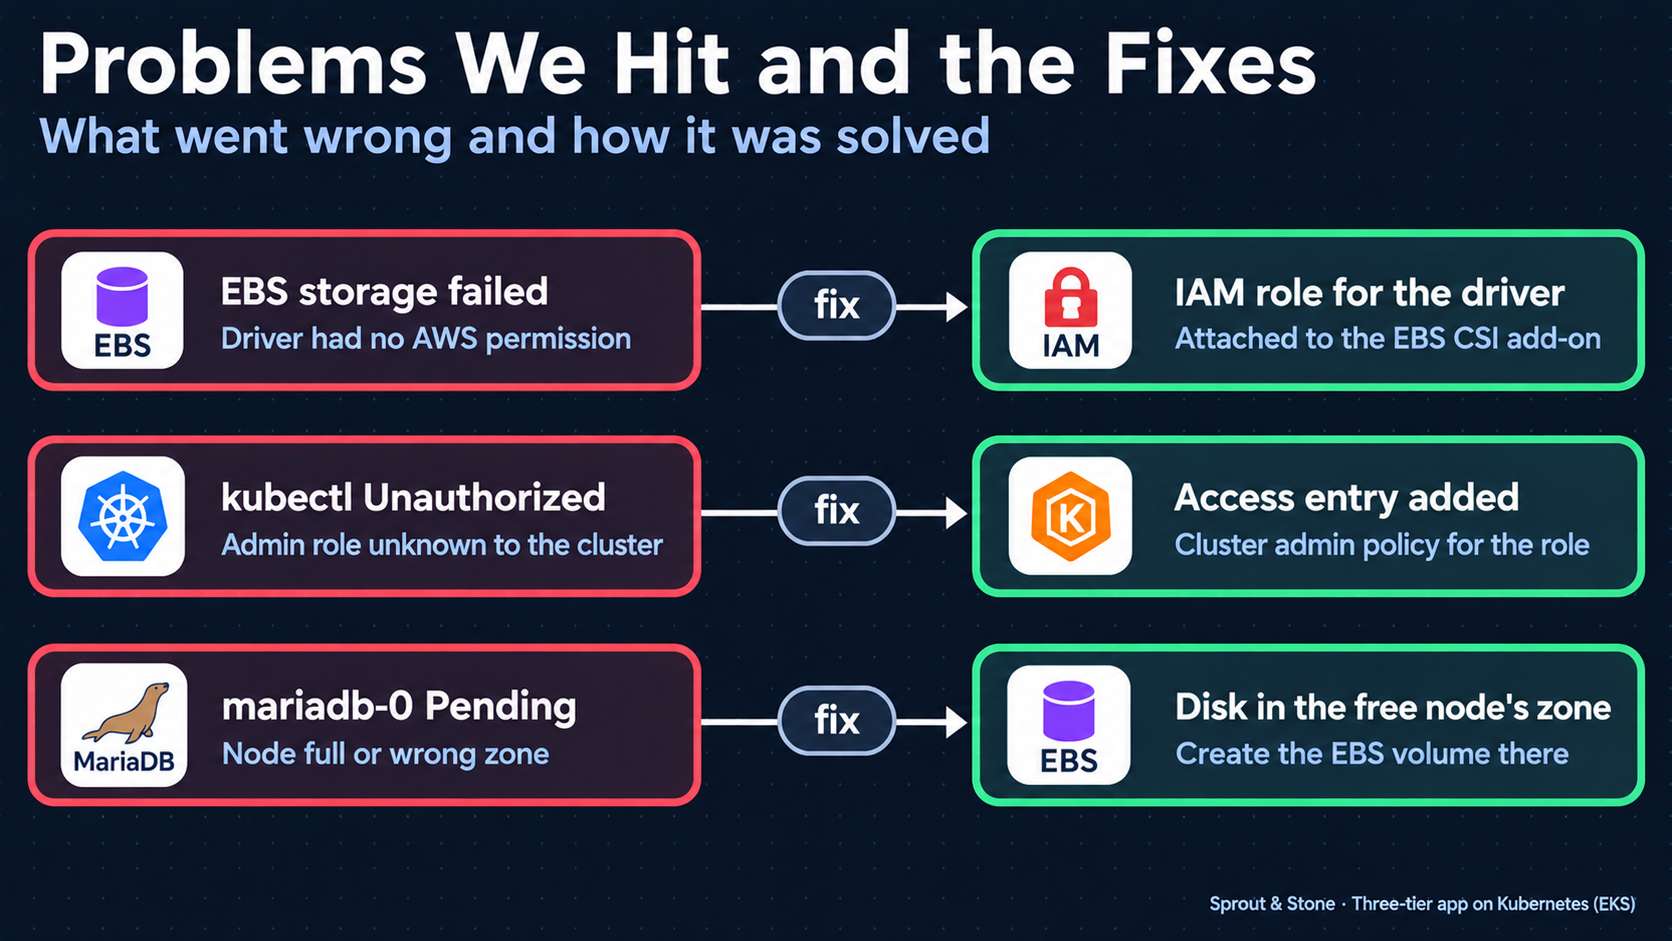 Problems We Hit and the Fixes
What went wrong and how it was solved
EBS
EBS storage failed
Driver had no AWS permission
fix
IAM
IAM role for the driver
Attached to the EBS CSI add-on
kubectl Unauthorized
Admin role unknown to the cluster
fix
K
Access entry added
Cluster admin policy for the role
MariaDB
mariadb-0 Pending
Node full or wrong zone
fix
EBS
Disk in the free node's zone
Create the EBS volume there
Sprout & Stone · Three-tier app on Kubernetes (EKS)